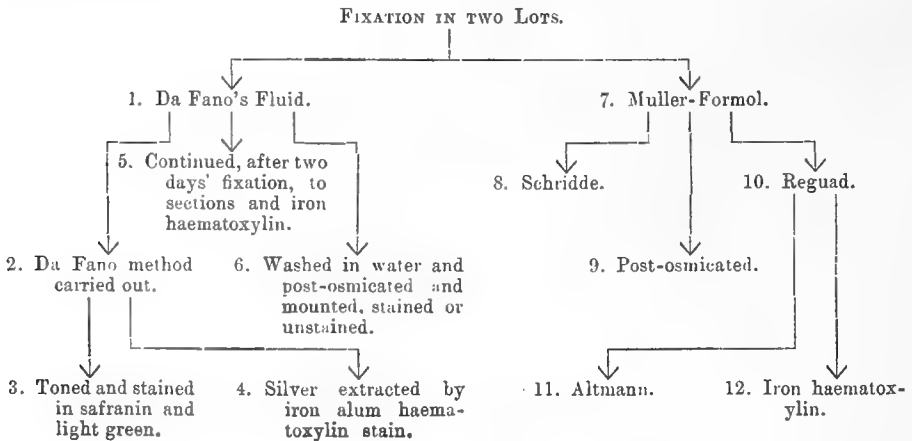 FIXATION IN TWO LOTS.
1. Da Fano's Fluid.
7. Muller-Formol.
5. Continued, after two
days' fixation, to
sections and iron
haematoxylin.
8. Schridde.
10. Reguad.
2. Da Fano method
carried out.
6. Washed in water and
post-osmicated and
mounted, stained or
unstained.
9. Post-osmicated.
3. Toned and stained
in safranin and
light green.
4. Silver extracted by
iron alum haema-
toxylin stain.
11. Altmann.
12. Iron haematox-
ylin.